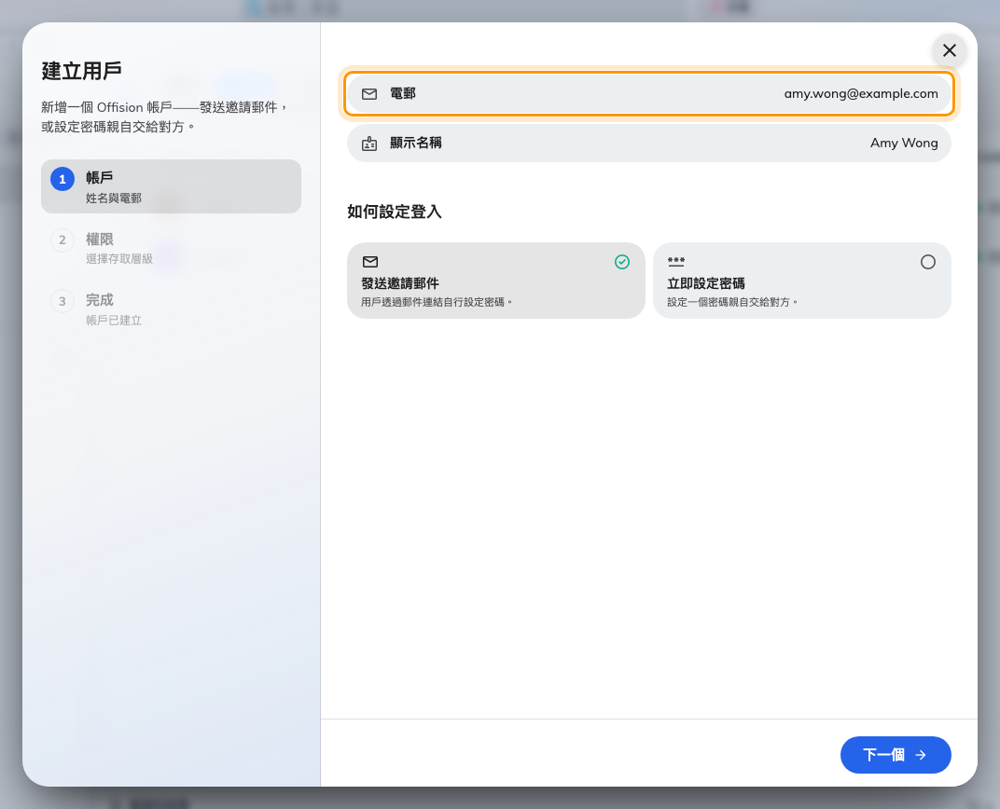 建立用戶
新增一個 Offision 帳戶——發送邀請郵件，
或設定密碼親自交給對方。
1 帳戶
姓名與電郵
2 權限
選擇存取層級
3 完成
帳戶已建立
電郵 amy.wong@example.com
顯示名稱 Amy Wong
如何設定登入
發送邀請郵件
用戶透過郵件連結自行設定密碼。
立即設定密碼
設定一個密碼親自交給對方。
下一個